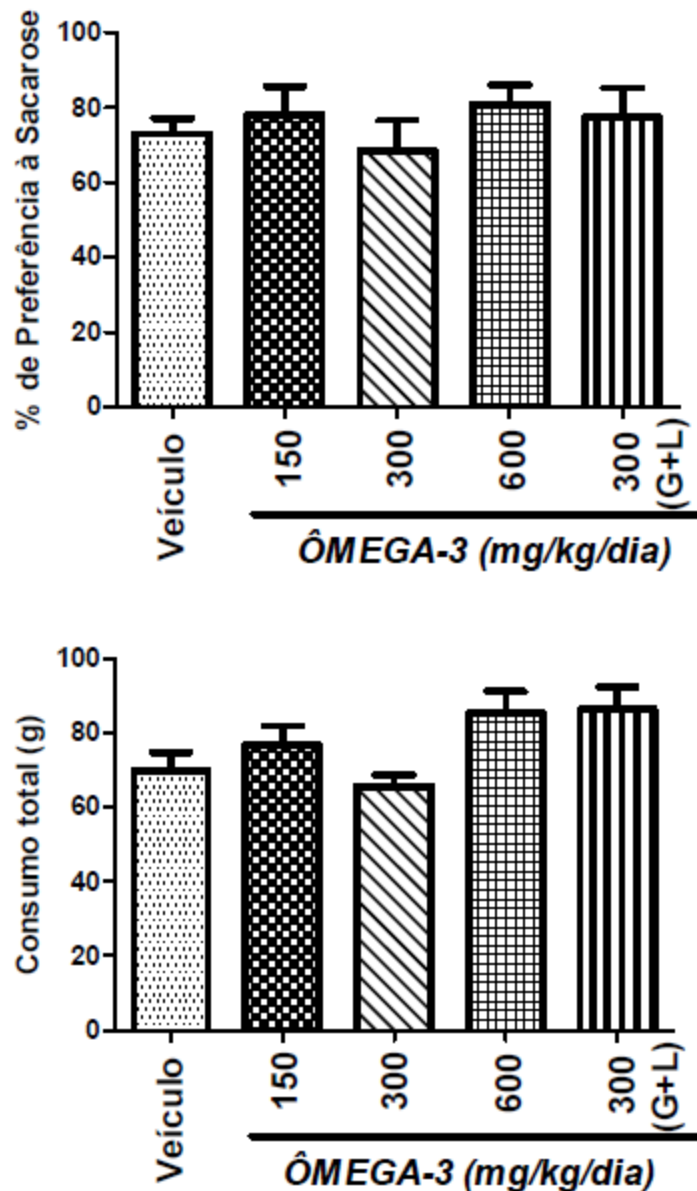 % de Preferência à Sacarose
100
80
60
40
20
0
Veículo
150
300
600
300
(G+L)
ÔMEGA-3 (mg/kg/dia)
Consumo total (g)
100
80
60
40
20
0
Veículo
150
300
600
300
(G+L)
ÔMEGA-3 (mg/kg/dia)